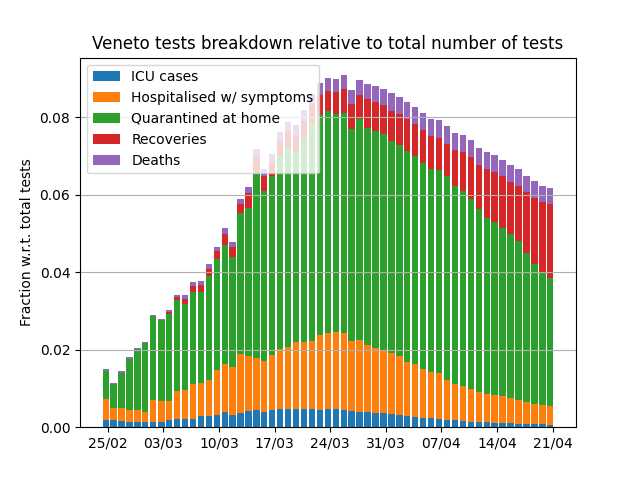 Veneto tests breakdown relative to total number of tests
ICU cases
Hospitalised w/ symptoms
Quarantined at home
Recoveries
Deaths
Fraction w.r.t. total tests
0.08
0.06
0.04
0.02
0.00
25/02 03/03 10/03 17/03 24/03 31/03 07/04 14/04 21/04